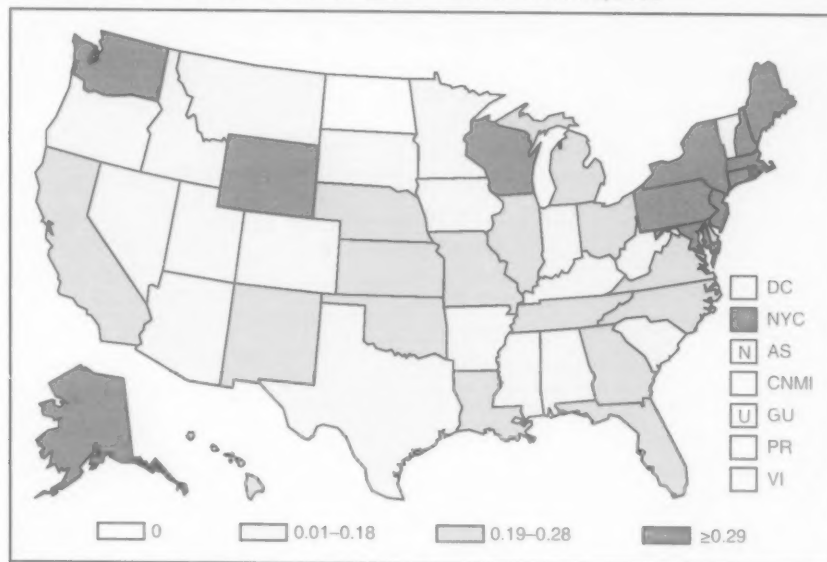 DC
NYC
N AS
CNMI
U GU
PR
VI
0
0.01–0.18
0.19–0.28
≥0.29